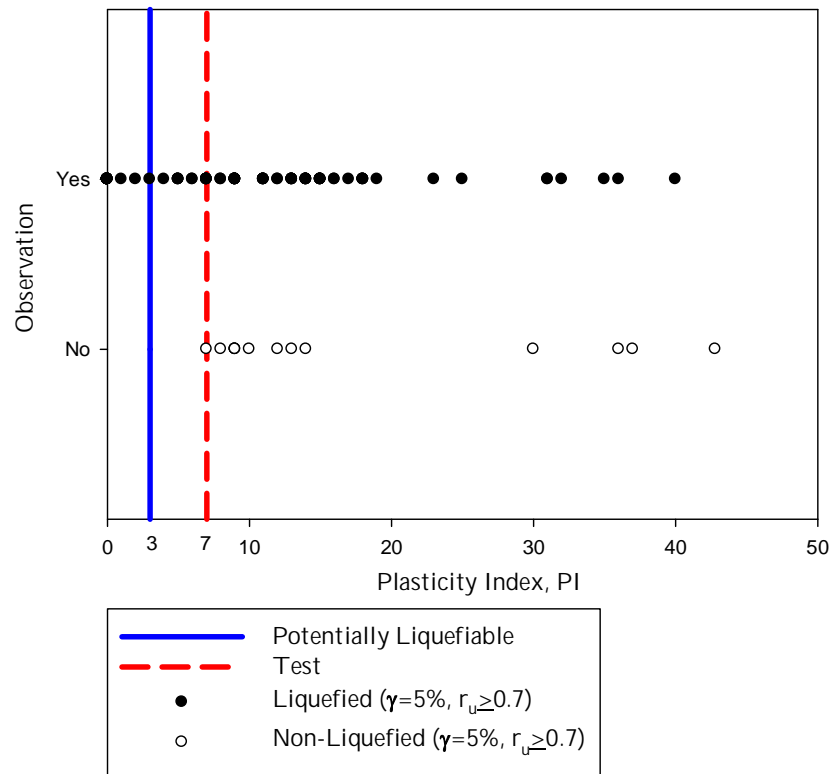 Observation
Yes
No
0 3 7 10 20 30 40 50
Plasticity Index, PI
Potentially Liquefiable
Test
Liquefied (γ=5%, rᵤ≥0.7)
Non-Liquefied (γ=5%, rᵤ≥0.7)